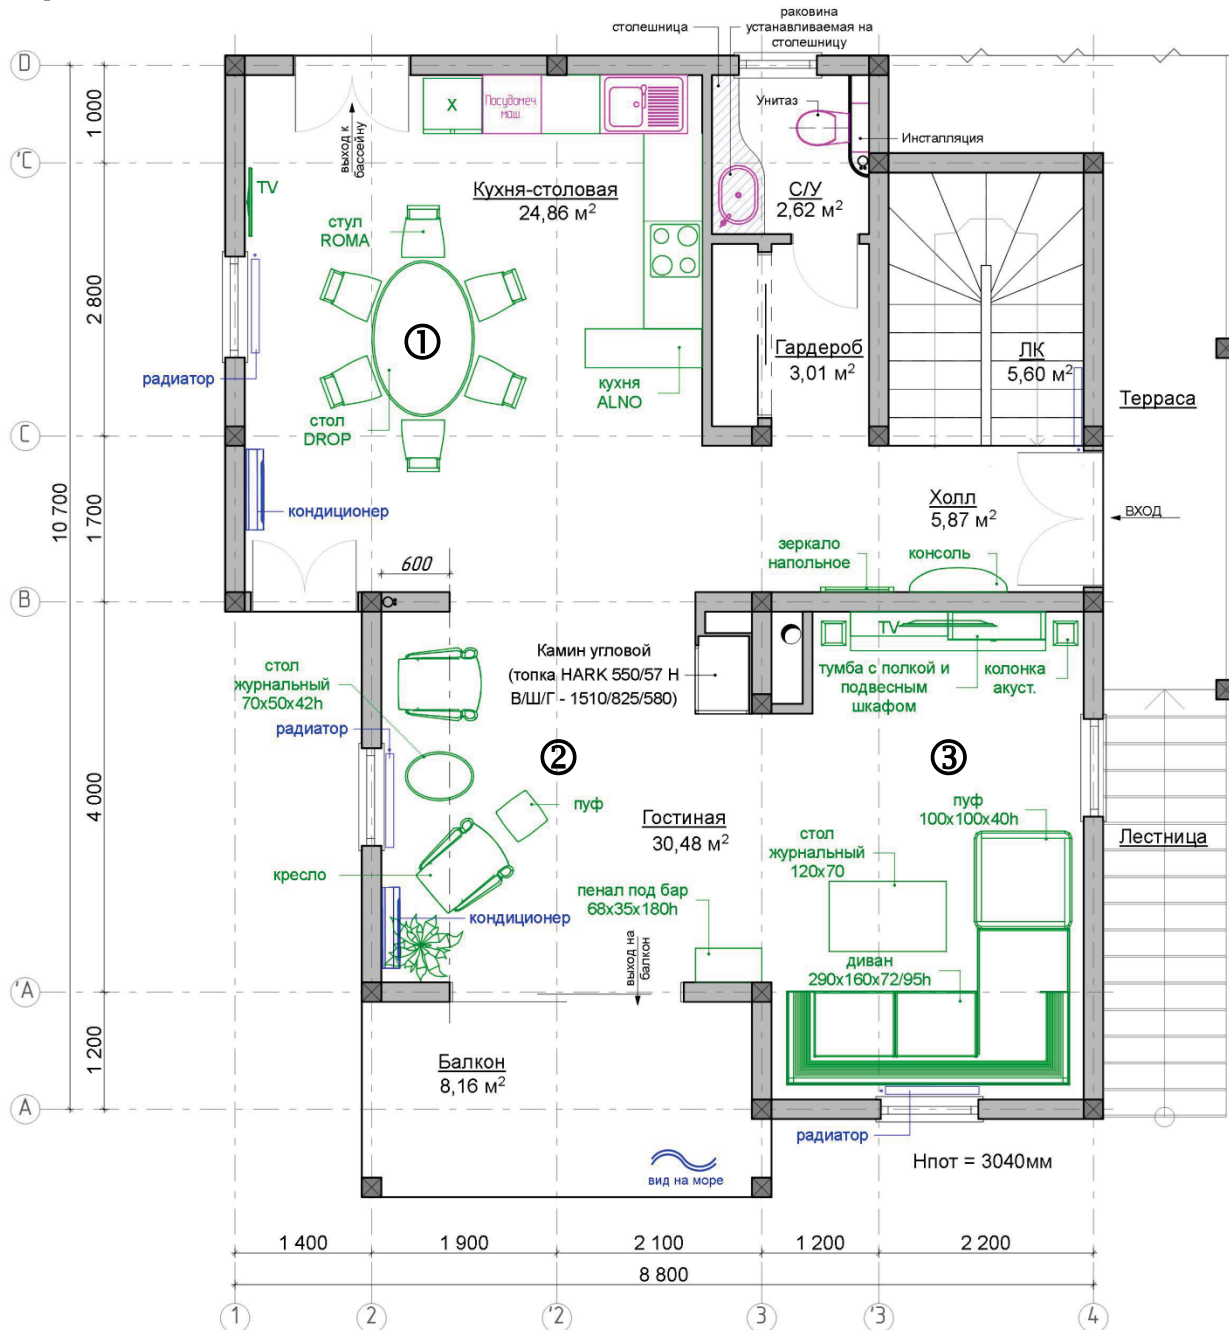 столешница
раковина
устанавливаемая на
столешницу
D
1 000
'C
выход к
бассейну
X
Посудомеч.
маш.
Унитаз
Инсталляция
TV
Кухня-столовая
24,86 м²
С/У
2,62 м²
стул
ROMA
2 800
①
радиатор
стол
DROP
кухня
ALNO
Гардероб
3,01 м²
ЛК
5,60 м²
Терраса
C
10 700
1 700
кондиционер
Холл
5,87 м²
ВХОД
600
зеркало
напольное
консоль
B
стол
журнальный
70x50x42h
Камин угловой
(топка HARK 550/57 H
В/Ш/Г - 1510/825/580)
TV
тумба с полкой и
подвесным
шкафом
колонка
акуст.
радиатор
②
③
4 000
пуф
Гостиная
30,48 м²
стол
журнальный
120x70
пуф
100x100x40h
Лестница
кресло
кондиционер
пенал под бар
68x35x180h
выход на
балкон
диван
290x160x72/95h
'A
1 200
Балкон
8,16 м²
A
радиатор
вид на море
Hпот = 3040мм
1 400
1 900
2 100
1 200
2 200
8 800
1
2
'2
3
'3
4